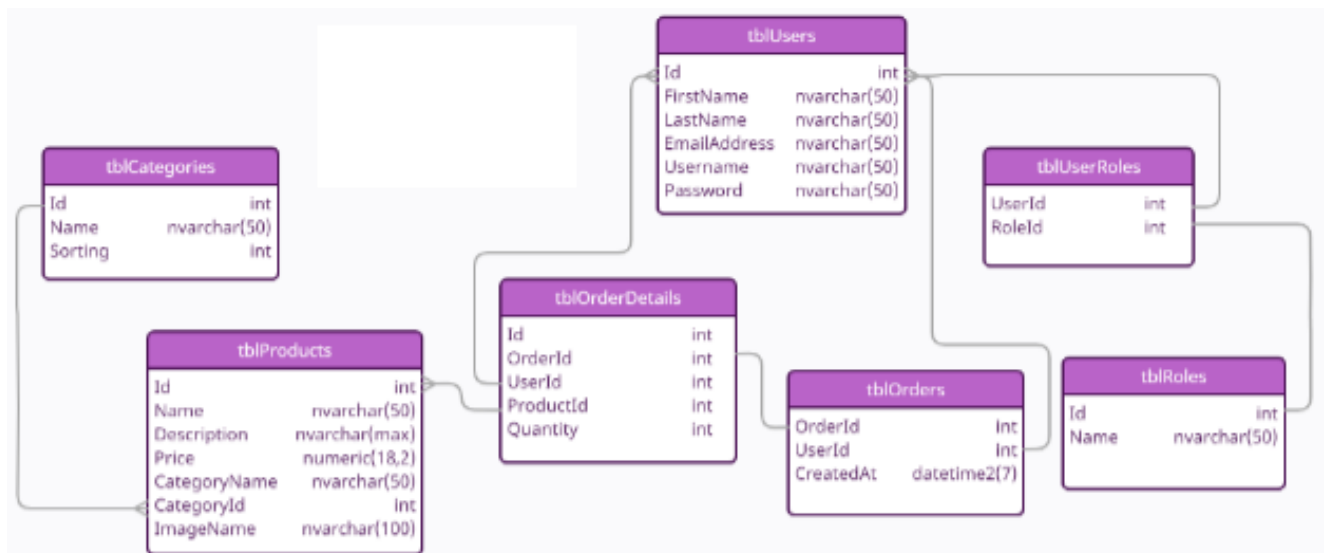 tblUsers
Id int
FirstName nvarchar(50)
LastName nvarchar(50)
EmailAddress nvarchar(50)
Username nvarchar(50)
Password nvarchar(50)
tblCategories
Id int
Name nvarchar(50)
Sorting int
tblUserRoles
UserId int
RoleId int
tblOrderDetails
Id int
OrderId int
UserId int
ProductId int
Quantity int
tblProducts
Id int
Name nvarchar(50)
Description nvarchar(max)
Price numeric(18,2)
CategoryName nvarchar(50)
CategoryId int
ImageName nvarchar(100)
tblOrders
OrderId int
UserId int
CreatedAt datetime2(7)
tblRoles
Id int
Name nvarchar(50)